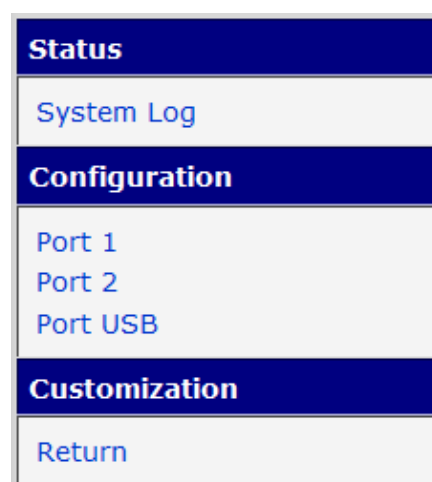 Status
System Log
Configuration
Port 1
Port 2
Port USB
Customization
Return